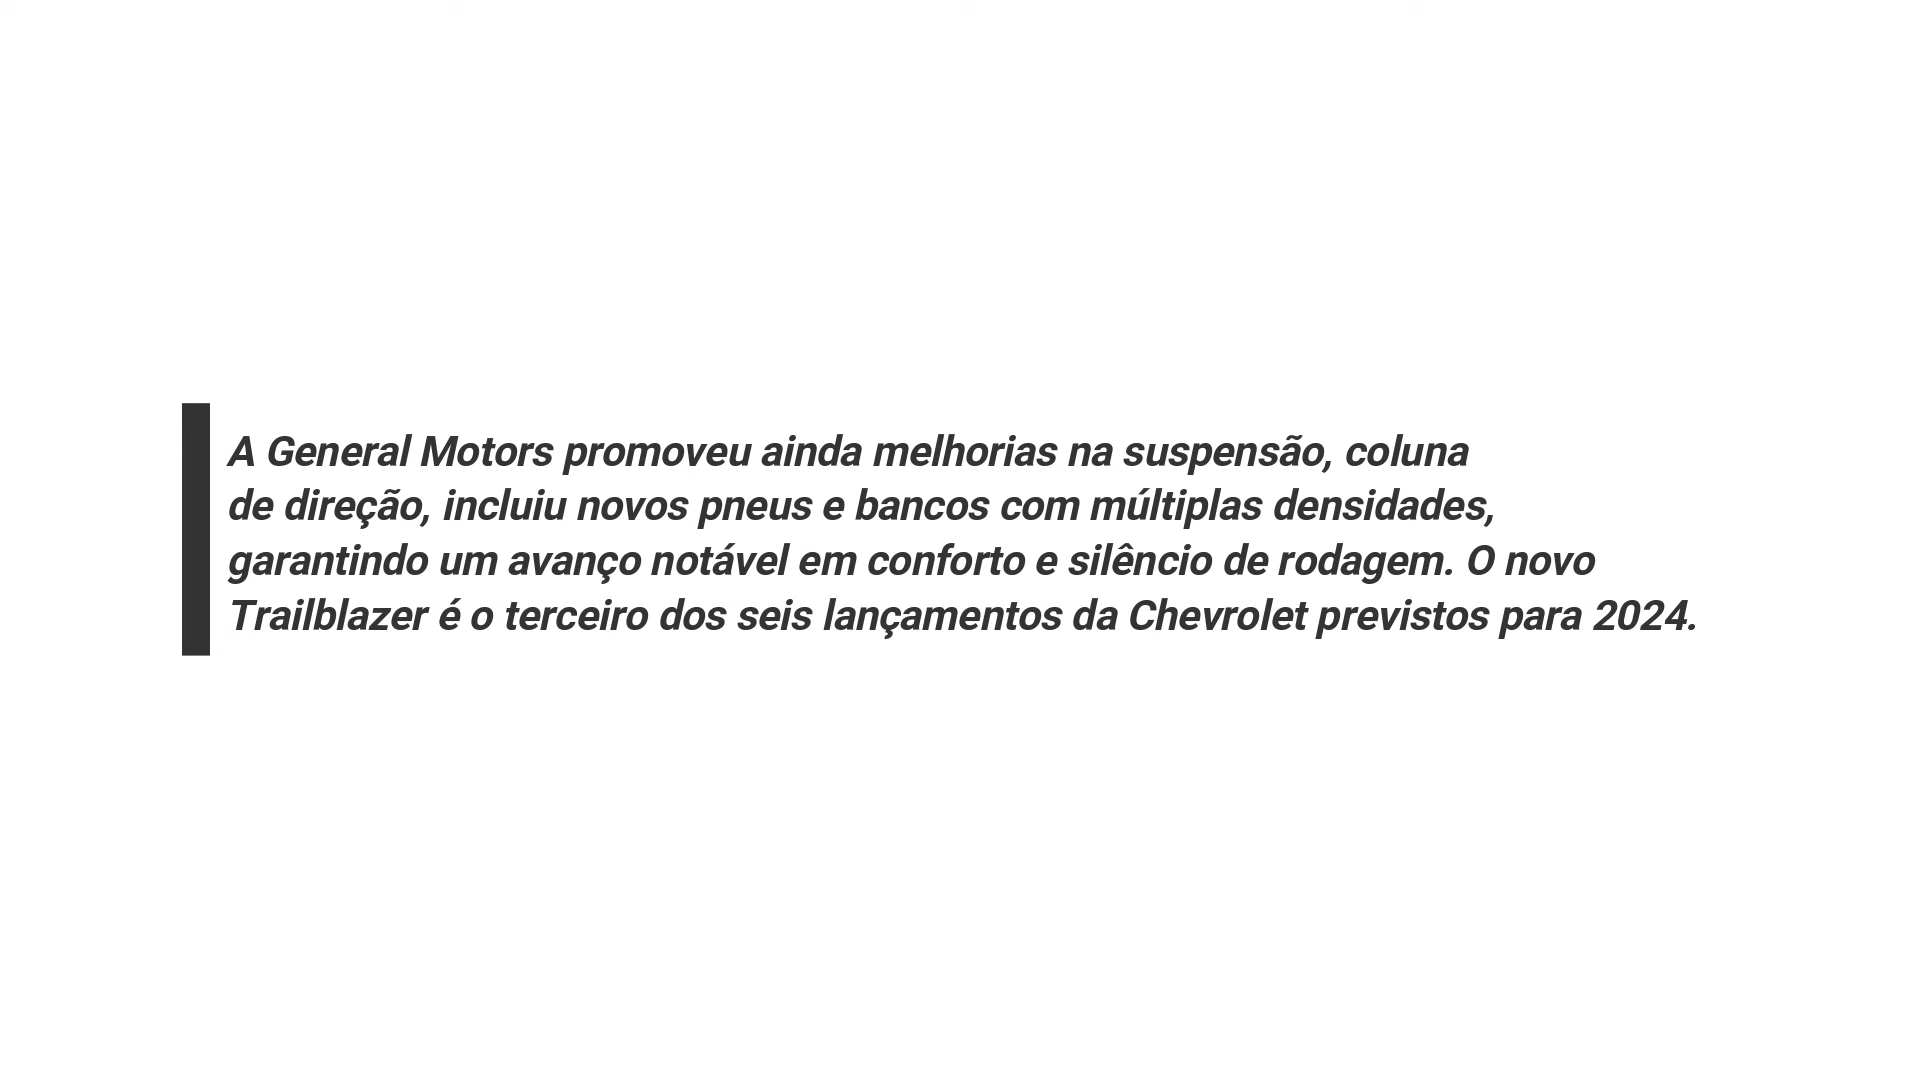 A General Motors promoveu ainda melhorias na suspensão, coluna
de direção, incluiu novos pneus e bancos com múltiplas densidades,
garantindo um avanço notável em conforto e silêncio de rodagem. O novo
Trailblazer é o terceiro dos seis lançamentos da Chevrolet previstos para 2024.